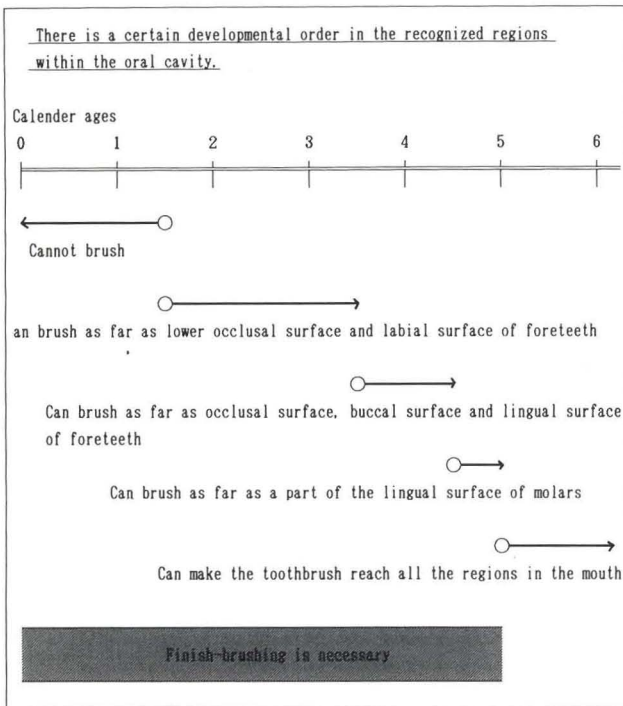 There is a certain developmental order in the recognized regions
within the oral cavity.
Calender ages
0 1 2 3 4 5 6
Cannot brush
an brush as far as lower occlusal surface and labial surface of foreteeth
Can brush as far as occlusal surface, buccal surface and lingual surface
of foreteeth
Can brush as far as a part of the lingual surface of molars
Can make the toothbrush reach all the regions in the mouth
Finish-brushing is necessary